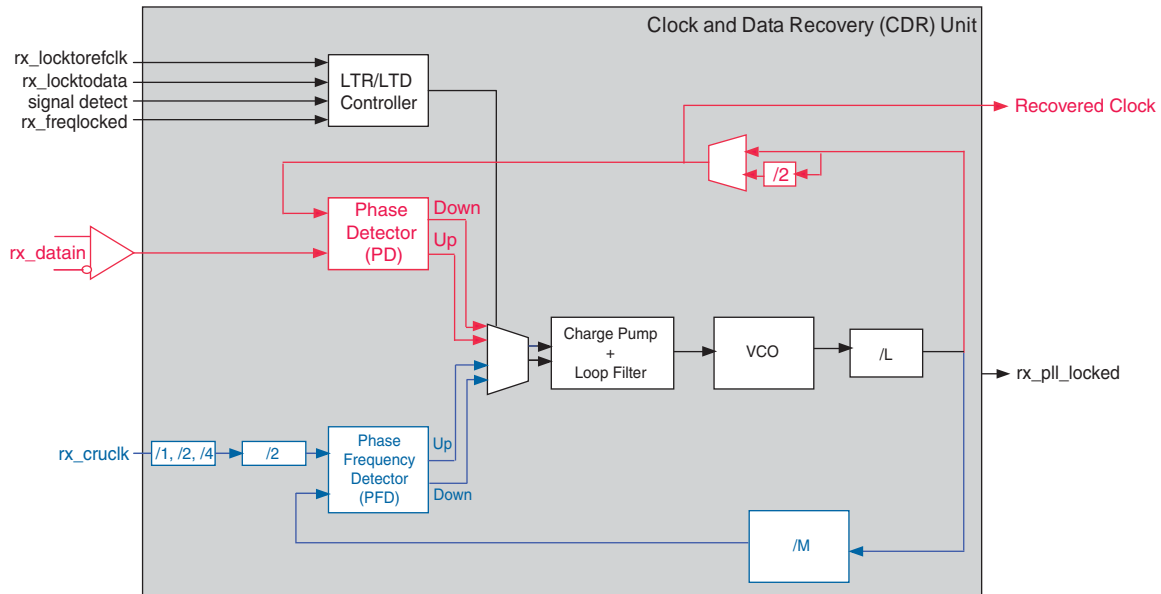 Clock and Data Recovery (CDR) Unit
rx_locktorefclk
rx_locktodata
signal detect
rx_freqlocked
LTR/LTD
Controller
Recovered Clock
/2
Phase
Detector
(PD)
Down
Up
rx_datain
Charge Pump
+
Loop Filter
VCO
/L
rx_pll_locked
rx_cruclk
/1, /2, /4
/2
Phase
Frequency
Detector
(PFD)
Up
Down
/M